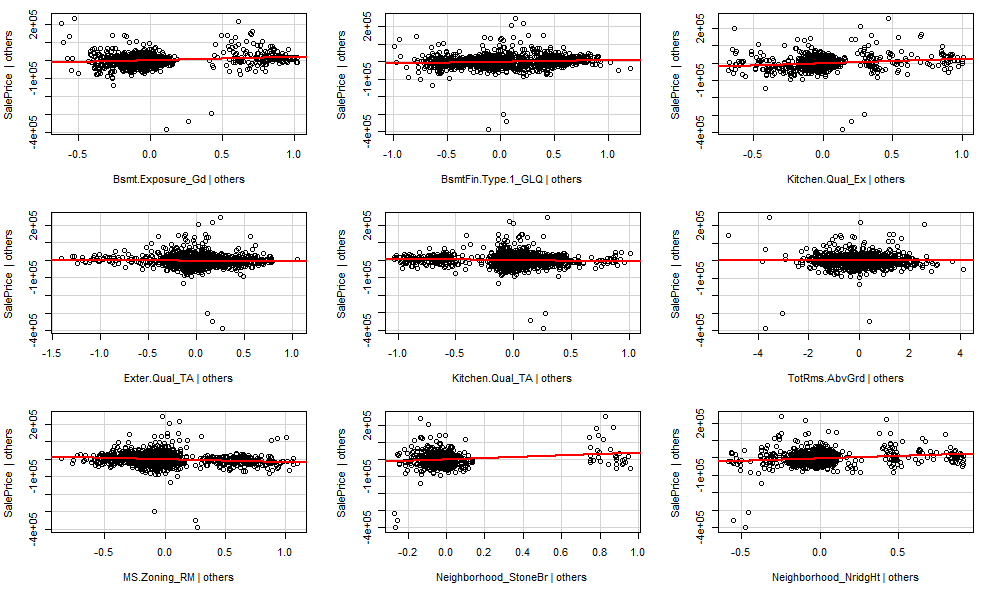 SalePrice | others
-4e+05 -1e+05 2e+05
-0.5 0.0 0.5 1.0
Bsmt.Exposure_Gd | others
SalePrice | others
-4e+05 -1e+05 2e+05
-1.0 -0.5 0.0 0.5 1.0
BsmtFin.Type.1_GLQ | others
SalePrice | others
-4e+05 -1e+05 2e+05
-0.5 0.0 0.5 1.0
Kitchen.Qual_Ex | others
SalePrice | others
-4e+05 -1e+05 2e+05
-1.5 -1.0 -0.5 0.0 0.5 1.0
Exter.Qual_TA | others
SalePrice | others
-4e+05 -1e+05 2e+05
-1.0 -0.5 0.0 0.5 1.0
Kitchen.Qual_TA | others
SalePrice | others
-4e+05 -1e+05 2e+05
-4 -2 0 2 4
TotRms.AbvGrd | others
SalePrice | others
-4e+05 -1e+05 2e+05
-0.5 0.0 0.5 1.0
MS.Zoning_RM | others
SalePrice | others
-4e+05 -1e+05 2e+05
-0.2 0.0 0.2 0.4 0.6 0.8 1.0
Neighborhood_StoneBr | others
SalePrice | others
-4e+05 -1e+05 2e+05
-0.5 0.0 0.5
Neighborhood_NridgHt | others